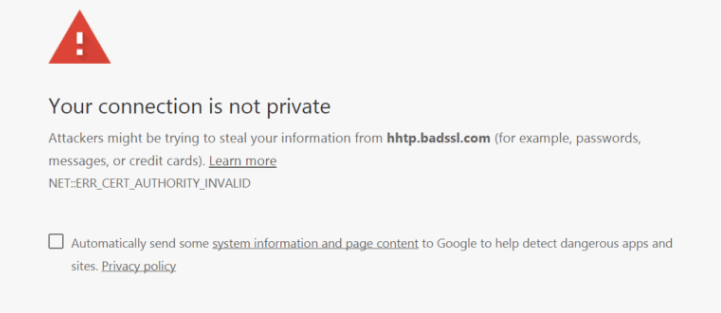 Your connection is not private
Attackers might be trying to steal your information from hhtp.badssl.com (for example, passwords,
messages, or credit cards). Learn more
NET::ERR_CERT_AUTHORITY_INVALID
Automatically send some system information and page content to Google to help detect dangerous apps and
sites. Privacy policy